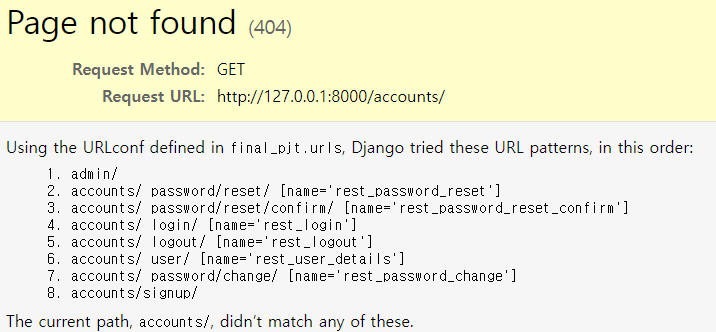 Page not found (404)
Request Method: GET
Request URL: http://127.0.0.1:8000/accounts/
Using the URLconf defined in final_pjt.urls, Django tried these URL patterns, in this order:
1. admin/
2. accounts/ password/reset/ [name='rest_password_reset']
3. accounts/ password/reset/confirm/ [name='rest_password_reset_confirm']
4. accounts/ login/ [name='rest_login']
5. accounts/ logout/ [name='rest_logout']
6. accounts/ user/ [name='rest_user_details']
7. accounts/ password/change/ [name='rest_password_change']
8. accounts/signup/
The current path, accounts/, didn't match any of these.